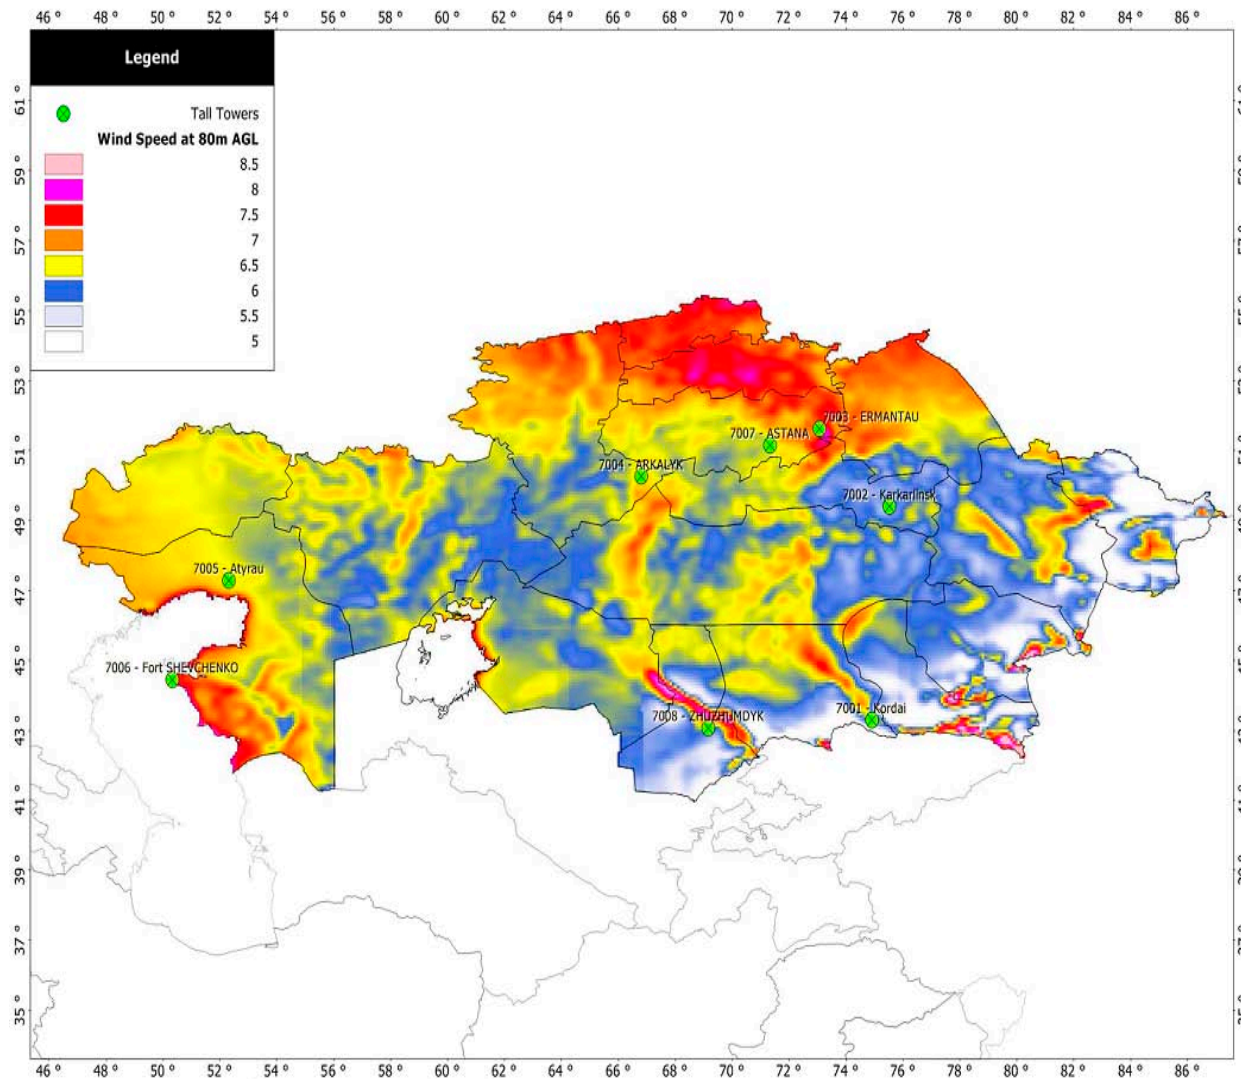 46 ° 48 ° 50 ° 52 ° 54 ° 56 ° 58 ° 60 ° 62 ° 64 ° 66 ° 68 ° 70 ° 72 ° 74 ° 76 ° 78 ° 80 ° 82 ° 84 ° 86 °
Legend
Tall Towers
Wind Speed at 80m AGL
8.5
8
7.5
7
6.5
6
5.5
5
61 °
59 °
57 °
55 °
53 °
51 °
49 °
47 °
45 °
43 °
41 °
39 °
37 °
35 °
7003 - ERMANTAU
7007 - ASTANA
7004 - ARKALYK
7002 - Karkarlinsk
7005 - Atyrau
7006 - Fort SHEVCHENKO
7001 - Kordai
7008 - ZHUZHUMDYK
46 ° 48 ° 50 ° 52 ° 54 ° 56 ° 58 ° 60 ° 62 ° 64 ° 66 ° 68 ° 70 ° 72 ° 74 ° 76 ° 78 ° 80 ° 82 ° 84 ° 86 °